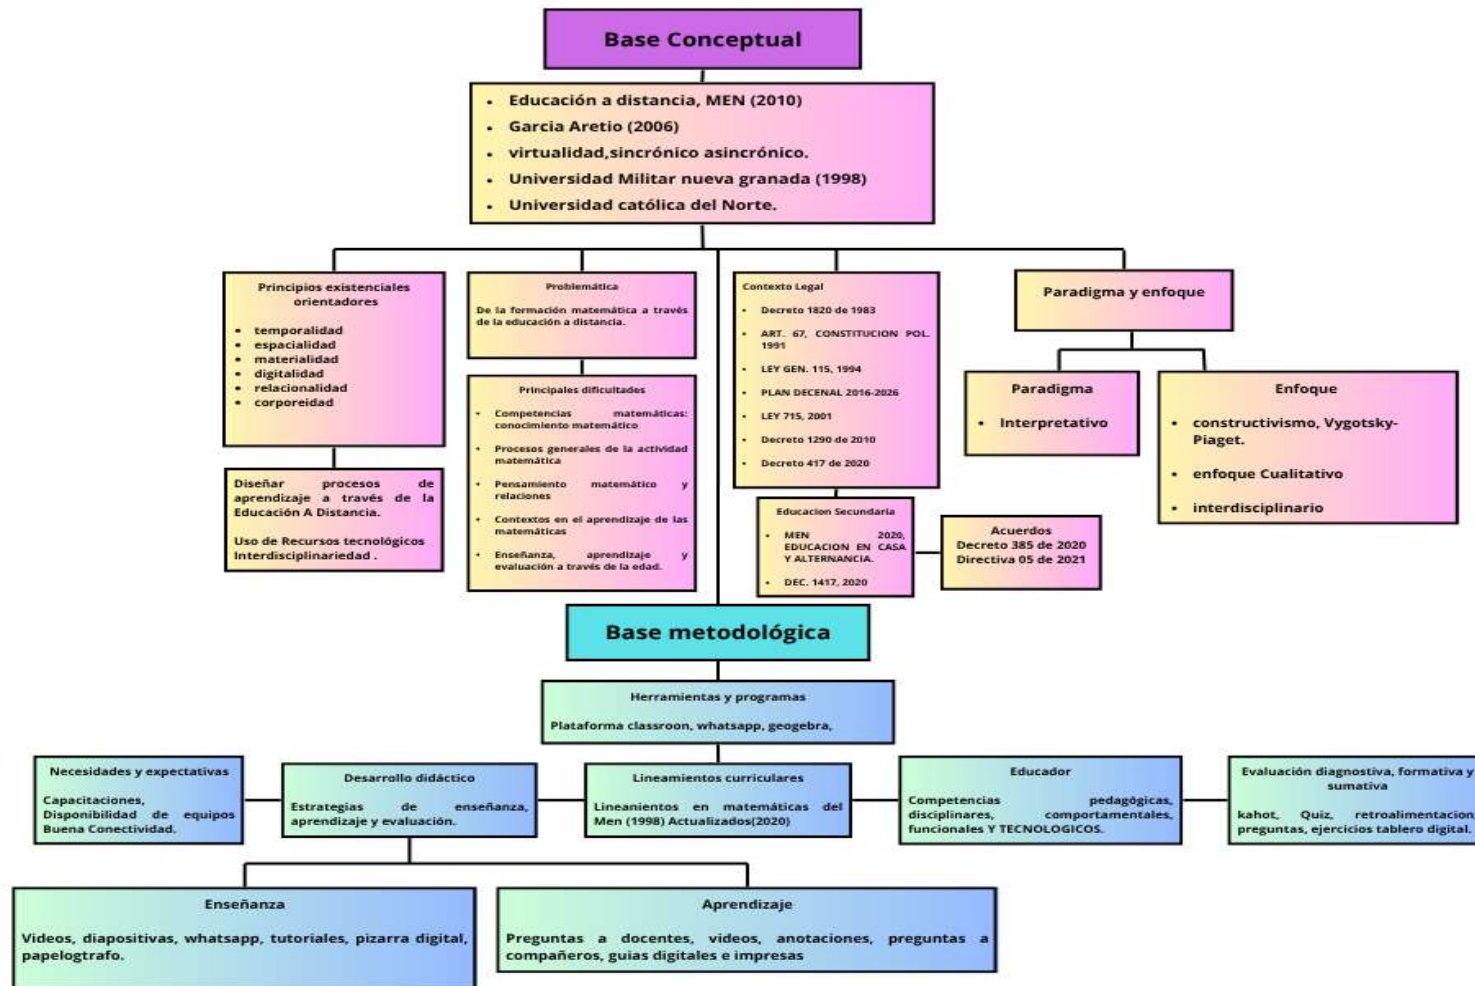 Base Conceptual
• Educación a distancia, MEN (2010)
• Garcia Aretio (2006)
• virtualidad,sincrónico asincrónico.
• Universidad Militar nueva granada (1998)
• Universidad católica del Norte.
Principios existenciales
orientadores
• temporalidad
• espacialidad
• materialidad
• digitalidad
• relacionalidad
• corporeidad
Diseñar procesos de
aprendizaje a través de la
Educación A Distancia.
Uso de Recursos tecnológicos
Interdisciplinariedad .
Problemática
De la formación matemática a través
de la educación a distancia.
Principales dificultades
• Competencias matemáticas:
conocimiento matemático
• Procesos generales de la actividad
matemática
• Pensamiento matemático y
relaciones
• Contextos en el aprendizaje de las
matemáticas
• Enseñanza, aprendizaje y
evaluación a través de la edad.
Contexto Legal
• Decreto 1820 de 1983
• ART. 67, CONSTITUCION POL.
1991
• LEY GEN. 115, 1994
• PLAN DECENAL 2016-2026
• LEY 715, 2001
• Decreto 1290 de 2010
• Decreto 417 de 2020
Educacion Secundaria
• MEN 2020,
EDUCACION EN CASA
Y ALTERNANCIA.
• DEC. 1417, 2020
Acuerdos
Decreto 385 de 2020
Directiva 05 de 2021
Paradigma y enfoque
Paradigma
• Interpretativo
Enfoque
• constructivismo, Vygotsky-
Piaget.
• enfoque Cualitativo
• interdisciplinario
Base metodológica
Herramientas y programas
Plataforma classroon, whatsapp, geogebra,
Necesidades y expectativas
Capacitaciones,
Disponibilidad de equipos
Buena Conectividad.
Desarrollo didáctico
Estrategias de enseñanza,
aprendizaje y evaluación.
Lineamientos curriculares
Lineanientos en matemáticas del
Men (1998) Actualizados(2020)
Educador
Competencias pedagógicas,
disciplinares, comportamentales,
funcionales Y TECNOLOGICOS.
Evaluación diagnostiva, formativa y
sumativa
kahot, Quiz, retroalimentacion,
preguntas, ejercicios tablero digital.
Enseñanza
Videos, diapositivas, whatsapp, tutoriales, pizarra digital,
papelogtrafo.
Aprendizaje
Preguntas a docentes, videos, anotaciones, preguntas a
compañeros, guias digitales e impresas